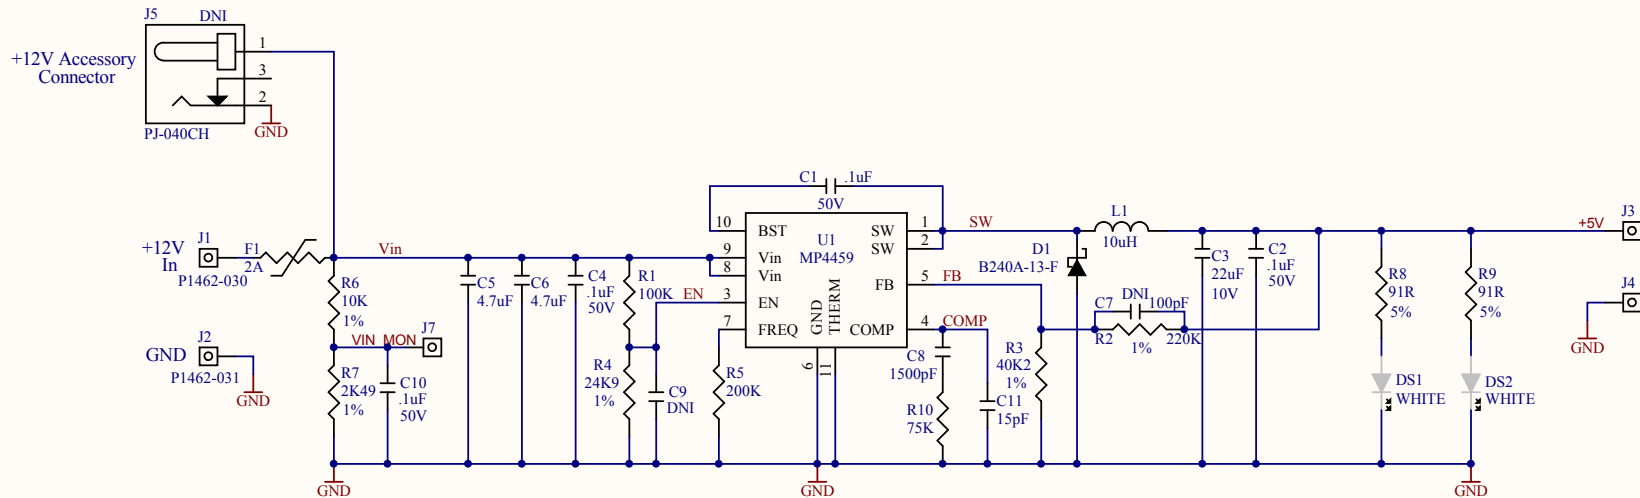 J5
DNI
+12V Accessory
Connector
1
3
2
PJ-040CH
GND
+12V
In
J1
P1462-030
F1
2A
Vin
GND
J2
P1462-031
GND
R6
10K
1%
VIN_MON
J7
R7
2K49
1%
C10
.1uF
50V
GND
C5
4.7uF
C6
4.7uF
C4
.1uF
50V
R1
100K
EN
R4
24K9
1%
C9
DNI
R5
200K
C1
.1uF
50V
10
9
8
3
7
BST
Vin
Vin
EN
FREQ
U1
MP4459
SW
SW
FB
COMP
GND
THERM
6
11
1
2
5
4
GND
SW
FB
COMP
C8
1500pF
R10
75K
C11
15pF
R3
40K2
1%
D1
B240A-13-F
L1
10uH
C7
DNI
100pF
R2
1%
220K
C3
22uF
10V
C2
.1uF
50V
R8
91R
5%
R9
91R
5%
DS1
WHITE
DS2
WHITE
GND
+5V
J3
J4
GND